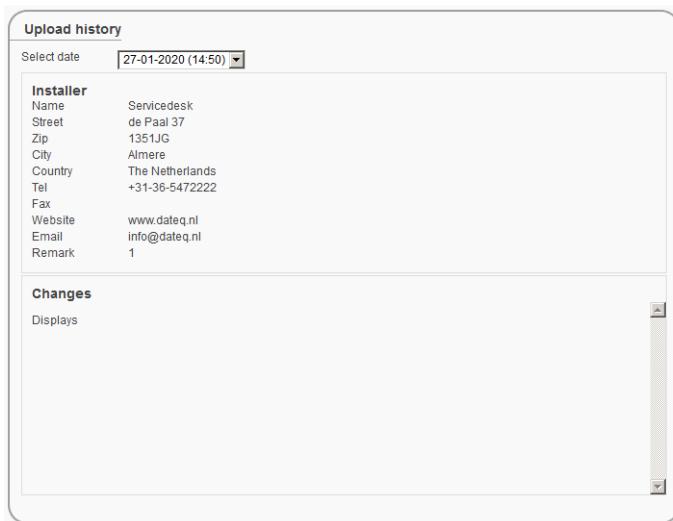 Upload history
Select date 27-01-2020 (14:50)
Installer
Name Servicedesk
Street de Paal 37
Zip 1351JG
City Almere
Country The Netherlands
Tel +31-36-5472222
Fax
Website www.dateq.nl
Email info@dateq.nl
Remark 1
Changes
Displays